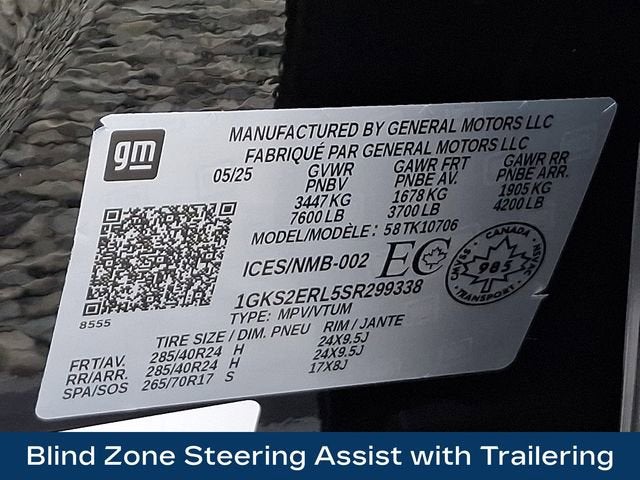 gm
MANUFACTURED BY GENERAL MOTORS LLC
FABRIQUÉ PAR GENERAL MOTORS LLC
05/25 GVWR GAWR FRT GAWR RR
PNBV PNBE AV. PNBE ARR.
3447 KG 1678 KG 1905 KG
7600 LB 3700 LB 4200 LB
MODEL/MODÈLE: 58TK10706
ICES/NMB-002 EC
CANADA
985
TRANSPORT
1GKS2ERL5SR299338
TYPE: MPV/VTUM
8555
TIRE SIZE / DIM. PNEU RIM / JANTE
FRT/AV. 285/40R24 H 24X9.5J
RR/ARR. 285/40R24 H 24X9.5J
SPA/SOS 265/70R17 S 17X8J
Blind Zone Steering Assist with Trailering